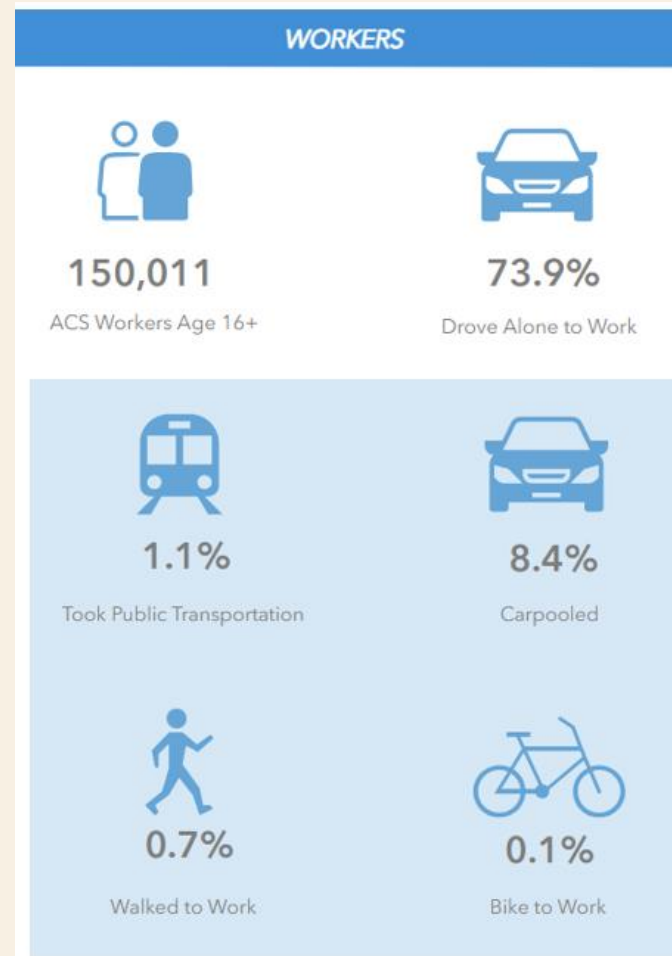 WORKERS
150,011
ACS Workers Age 16+
73.9%
Drove Alone to Work
1.1%
Took Public Transportation
8.4%
Carpooled
0.7%
Walked to Work
0.1%
Bike to Work